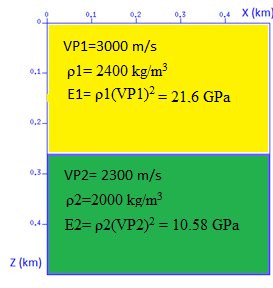 X (km)
0 0,1 0,2 0,3 0,4
0
0,1
0,2
0,3
0,4
Z (km)
VP1=3000 m/s
ρ1= 2400 kg/m³
E1= ρ1(VP1)² = 21.6 GPa
VP2= 2300 m/s
ρ2=2000 kg/m³
E2= ρ2(VP2)² = 10.58 GPa